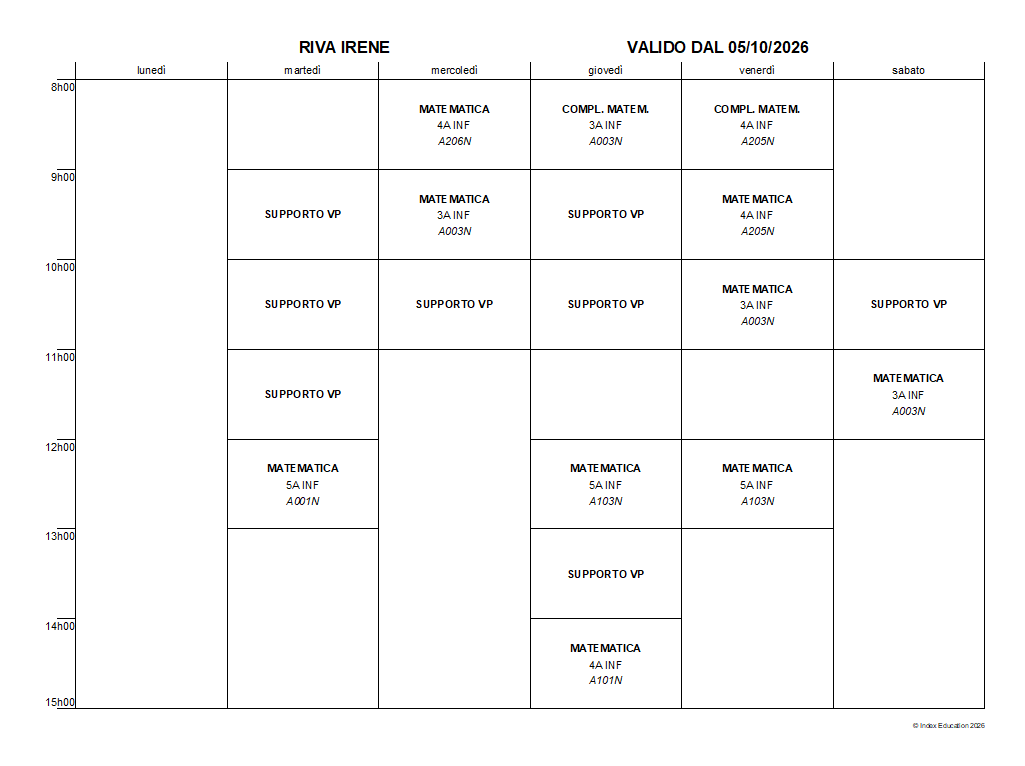 RIVA IRENE VALIDO DAL 05/10/2026
lunedì martedì mercoledì giovedì venerdì sabato
8h00
MATEMATICA COMPL. MATEM. COMPL. MATEM.
4A INF 3A INF 4A INF
A206N A003N A205N
9h00
MATEMATICA MATEMATICA
SUPPORTO VP 3A INF SUPPORTO VP 4A INF
A003N A205N
10h00
MATEMATICA
SUPPORTO VP SUPPORTO VP SUPPORTO VP 3A INF SUPPORTO VP
A003N
11h00
MATEMATICA
SUPPORTO VP 3A INF
A003N
12h00
MATEMATICA MATEMATICA MATEMATICA
5A INF 5A INF 5A INF
A001N A103N A103N
13h00
SUPPORTO VP
14h00
MATEMATICA
4A INF
A101N
15h00
© Index Education 2026